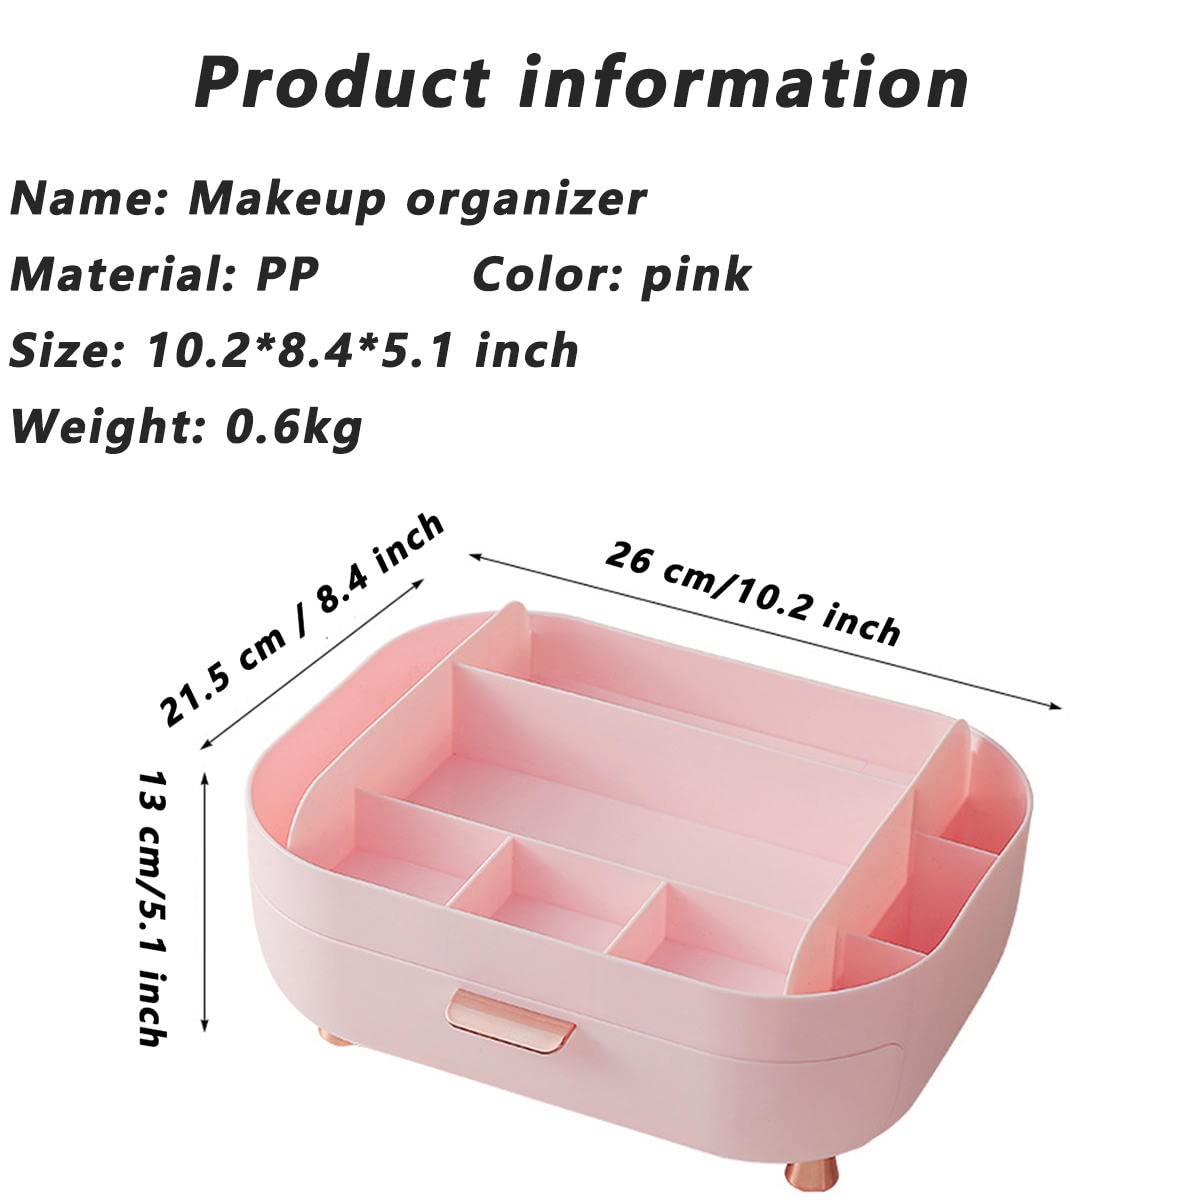 Product information
Name: Makeup organizer
Material: PP Color: pink
Size: 10.2*8.4*5.1 inch
Weight: 0.6kg
21.5 cm / 8.4 inch
26 cm/10.2 inch
13 cm/5.1 inch